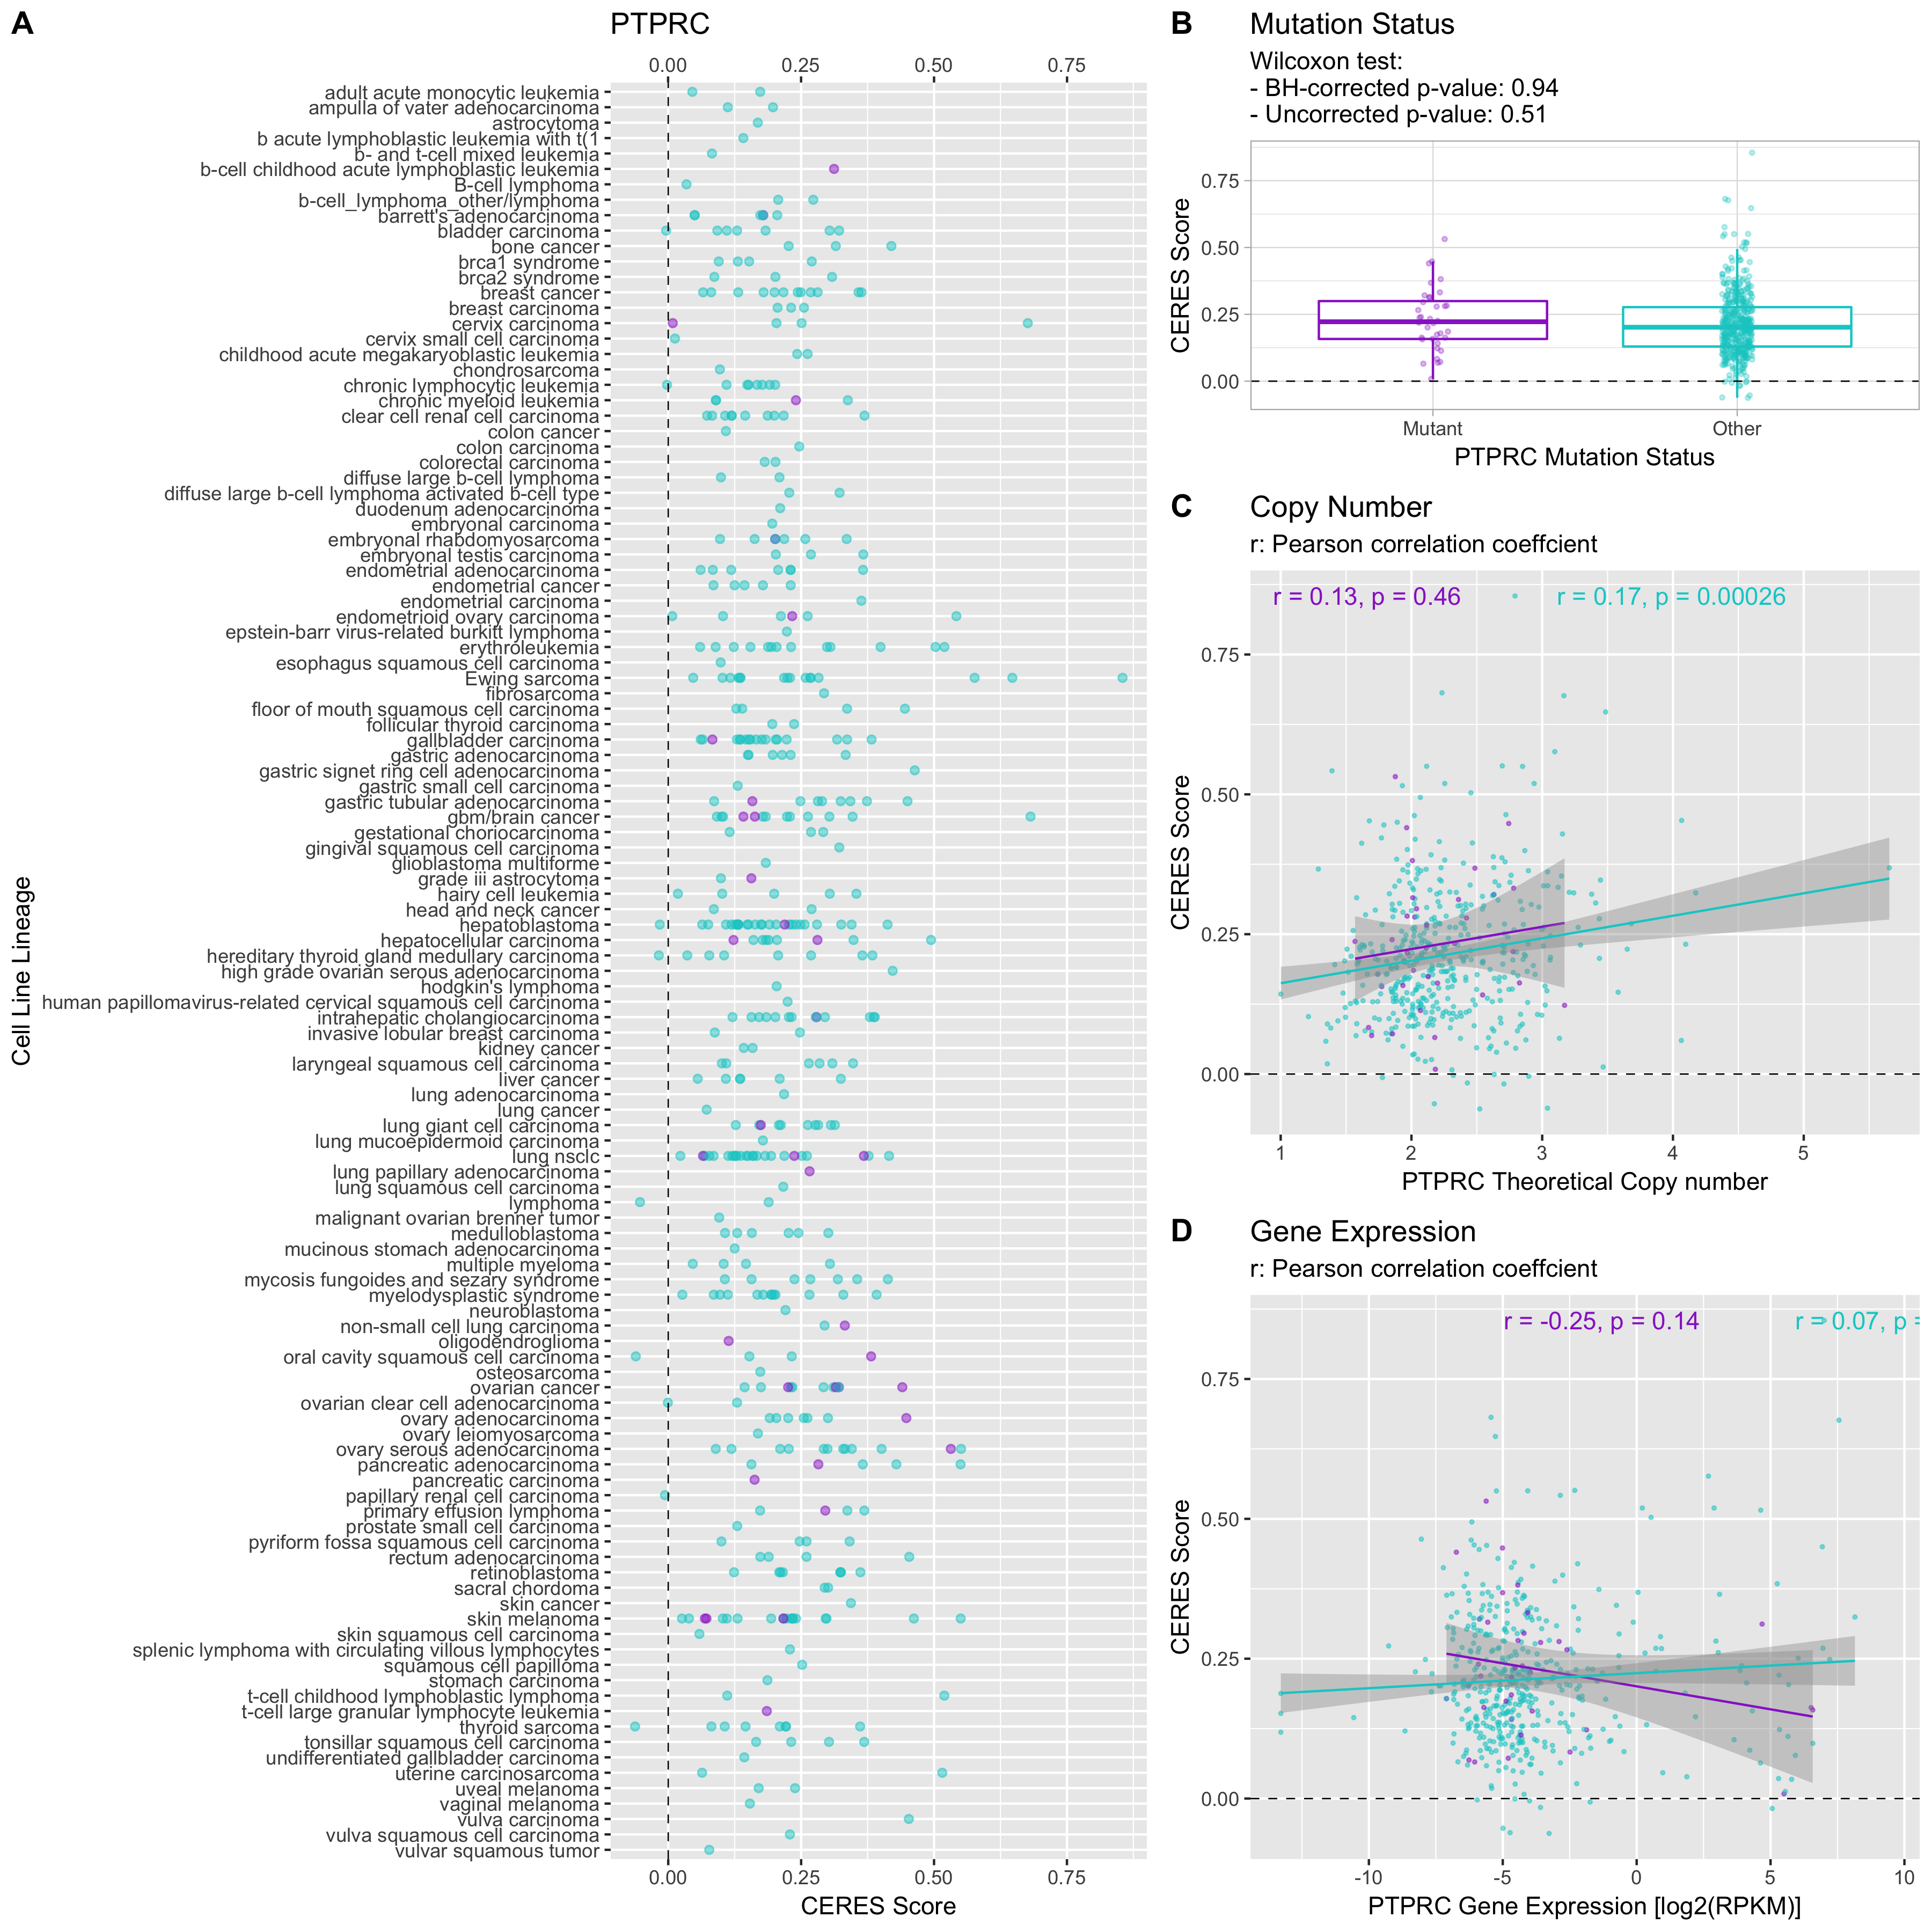 A
PTPRC
0.00 0.25 0.50 0.75
adult acute monocytic leukemia
ampulla of vater adenocarcinoma
astrocytoma
b acute lymphoblastic leukemia with t(1
b- and t-cell mixed leukemia
b-cell childhood acute lymphoblastic leukemia
B-cell lymphoma
b-cell_lymphoma_other/lymphoma
barrett's adenocarcinoma
bladder carcinoma
bone cancer
brca1 syndrome
brca2 syndrome
breast cancer
breast carcinoma
cervix carcinoma
cervix small cell carcinoma
childhood acute megakaryoblastic leukemia
chondrosarcoma
chronic lymphocytic leukemia
chronic myeloid leukemia
clear cell renal cell carcinoma
colon cancer
colon carcinoma
colorectal carcinoma
diffuse large b-cell lymphoma
diffuse large b-cell lymphoma activated b-cell type
duodenum adenocarcinoma
embryonal carcinoma
embryonal rhabdomyosarcoma
embryonal testis carcinoma
endometrial adenocarcinoma
endometrial cancer
endometrial carcinoma
endometrioid ovary carcinoma
epstein-barr virus-related burkitt lymphoma
erythroleukemia
esophagus squamous cell carcinoma
Ewing sarcoma
fibrosarcoma
floor of mouth squamous cell carcinoma
follicular thyroid carcinoma
gallbladder carcinoma
gastric adenocarcinoma
gastric signet ring cell adenocarcinoma
gastric small cell carcinoma
gastric tubular adenocarcinoma
gbm/brain cancer
gestational choriocarcinoma
gingival squamous cell carcinoma
glioblastoma multiforme
grade iii astrocytoma
hairy cell leukemia
head and neck cancer
hepatoblastoma
hepatocellular carcinoma
hereditary thyroid gland medullary carcinoma
high grade ovarian serous adenocarcinoma
hodgkin's lymphoma
human papillomavirus-related cervical squamous cell carcinoma
intrahepatic cholangiocarcinoma
invasive lobular breast carcinoma
kidney cancer
laryngeal squamous cell carcinoma
liver cancer
lung adenocarcinoma
lung cancer
lung giant cell carcinoma
lung mucoepidermoid carcinoma
lung nsclc
lung papillary adenocarcinoma
lung squamous cell carcinoma
lymphoma
malignant ovarian brenner tumor
medulloblastoma
mucinous stomach adenocarcinoma
multiple myeloma
mycosis fungoides and sezary syndrome
myelodysplastic syndrome
neuroblastoma
non-small cell lung carcinoma
oligodendroglioma
oral cavity squamous cell carcinoma
osteosarcoma
ovarian cancer
ovarian clear cell adenocarcinoma
ovary adenocarcinoma
ovary leiomyosarcoma
ovary serous adenocarcinoma
pancreatic adenocarcinoma
pancreatic carcinoma
papillary renal cell carcinoma
primary effusion lymphoma
prostate small cell carcinoma
pyriform fossa squamous cell carcinoma
rectum adenocarcinoma
retinoblastoma
sacral chordoma
skin cancer
skin melanoma
skin squamous cell carcinoma
splenic lymphoma with circulating villous lymphocytes
squamous cell papilloma
stomach carcinoma
t-cell childhood lymphoblastic lymphoma
t-cell large granular lymphocyte leukemia
thyroid sarcoma
tonsillar squamous cell carcinoma
undifferentiated gallbladder carcinoma
uterine carcinosarcoma
uveal melanoma
vaginal melanoma
vulva carcinoma
vulva squamous cell carcinoma
vulvar squamous tumor
0.00 0.25 0.50 0.75
CERES Score
Cell Line Lineage
B
Mutation Status
Wilcoxon test:
- BH-corrected p-value: 0.94
- Uncorrected p-value: 0.51
0.75
0.50
0.25
0.00
CERES Score
Mutant Other
PTPRC Mutation Status
C
Copy Number
r: Pearson correlation coeffcient
r = 0.13, p = 0.46 r = 0.17, p = 0.00026
0.75
0.50
0.25
0.00
CERES Score
1 2 3 4 5
PTPRC Theoretical Copy number
D
Gene Expression
r: Pearson correlation coeffcient
r = -0.25, p = 0.14 r = 0.07, p =
0.75
0.50
0.25
0.00
CERES Score
-10 -5 0 5 10
PTPRC Gene Expression [log2(RPKM)]